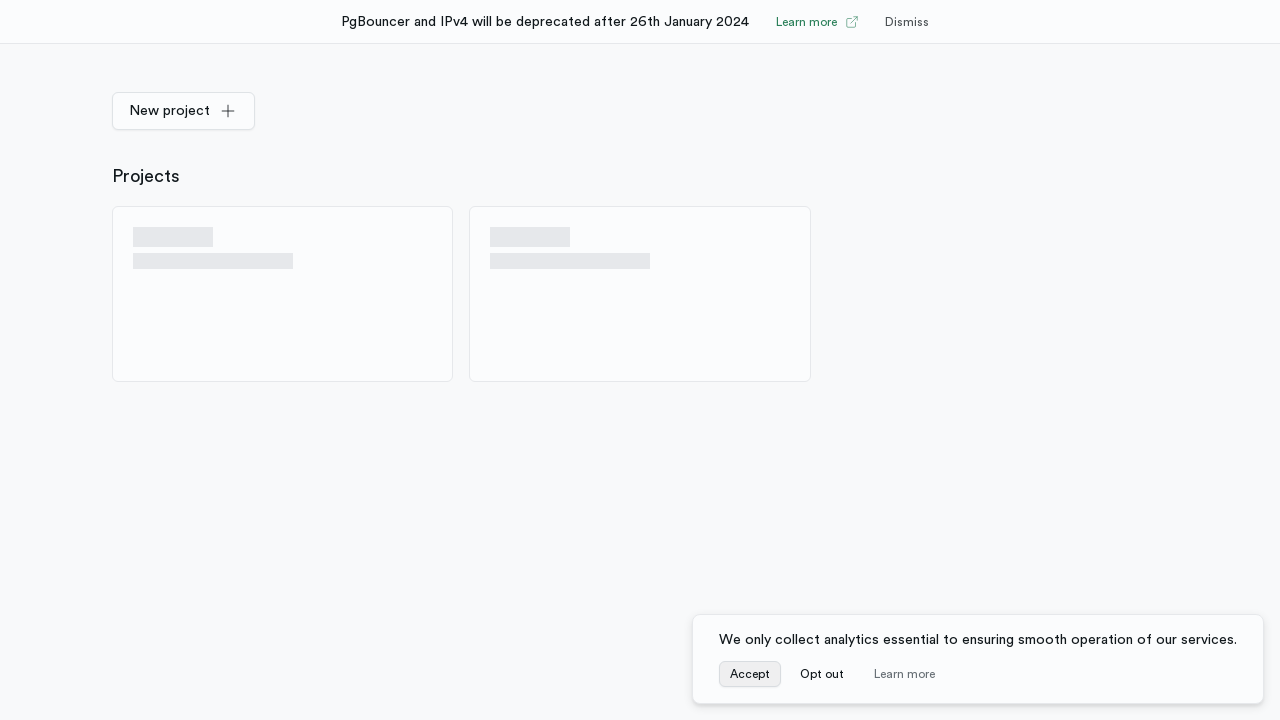 PgBouncer and IPv4 will be deprecated after 26th January 2024 Learn more Dismiss
New project
Projects
We only collect analytics essential to ensuring smooth operation of our services.
Accept Opt out Learn more